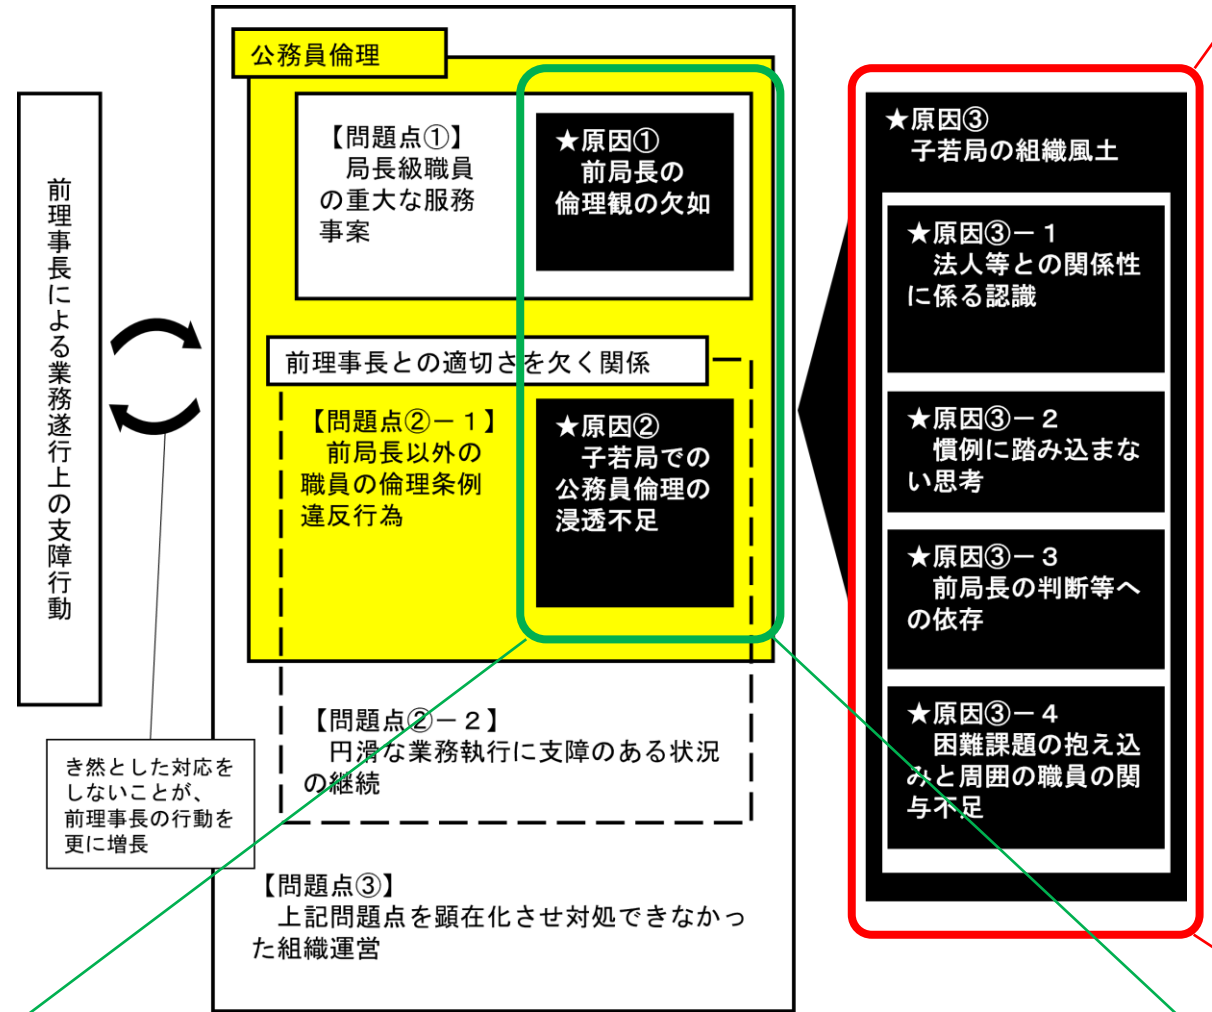 公務員倫理
【問題点①】
局長級職員
の重大な服務
事案
★原因①
前局長の
倫理観の欠如
前理事長による業務遂行上の支障行動
前理事長との適切さを欠く関係
【問題点②－１】
前局長以外の
職員の倫理条例
違反行為
★原因②
子若局での
公務員倫理の
浸透不足
【問題点②－２】
円滑な業務執行に支障のある状況
の継続
き然とした対応を
しないことが、
前理事長の行動を
更に増長
【問題点③】
上記問題点を顕在化させ対処できなかっ
た組織運営
★原因③
子若局の組織風土
★原因③－１
法人等との関係性
に係る認識
★原因③－２
慣例に踏み込まな
い思考
★原因③－３
前局長の判断等へ
の依存
★原因③－４
困難課題の抱え込
みと周囲の職員の関
与不足